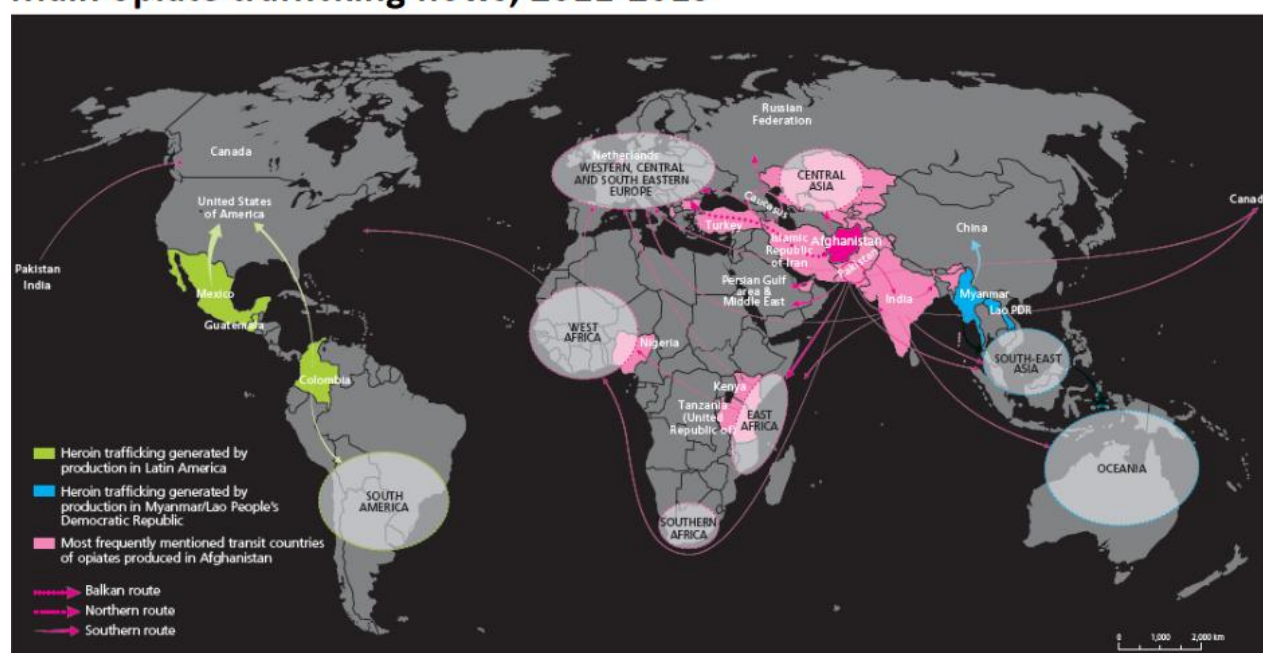 Canada
Netherlands
WESTERN, CENTRAL
AND SOUTH EASTERN
EUROPE
Russian
Federation
CENTRAL
ASIA
United States
of America
Caucasus
Turkey
Islamic
Republic
of Iran
Afghanistan
Pakistan
China
Canad
Pakistan
India
Mexico
Guatemala
Persian Gulf
area &
Middle East
India
Myanmar
Lao PDR
WEST
AFRICA
Nigeria
SOUTH-EAST
ASIA
Colombia
Kenya
Tanzania
(United
Republic of)
EAST
AFRICA
OCEANIA
SOUTH
AMERICA
SOUTHERN
AFRICA
Heroin trafficking generated by
production in Latin America
Heroin trafficking generated by
production in Myanmar/Lao People's
Democratic Republic
Most frequently mentioned transit countries
of opiates produced in Afghanistan
Balkan route
Northern route
Southern route
0 1,000 2,000 km